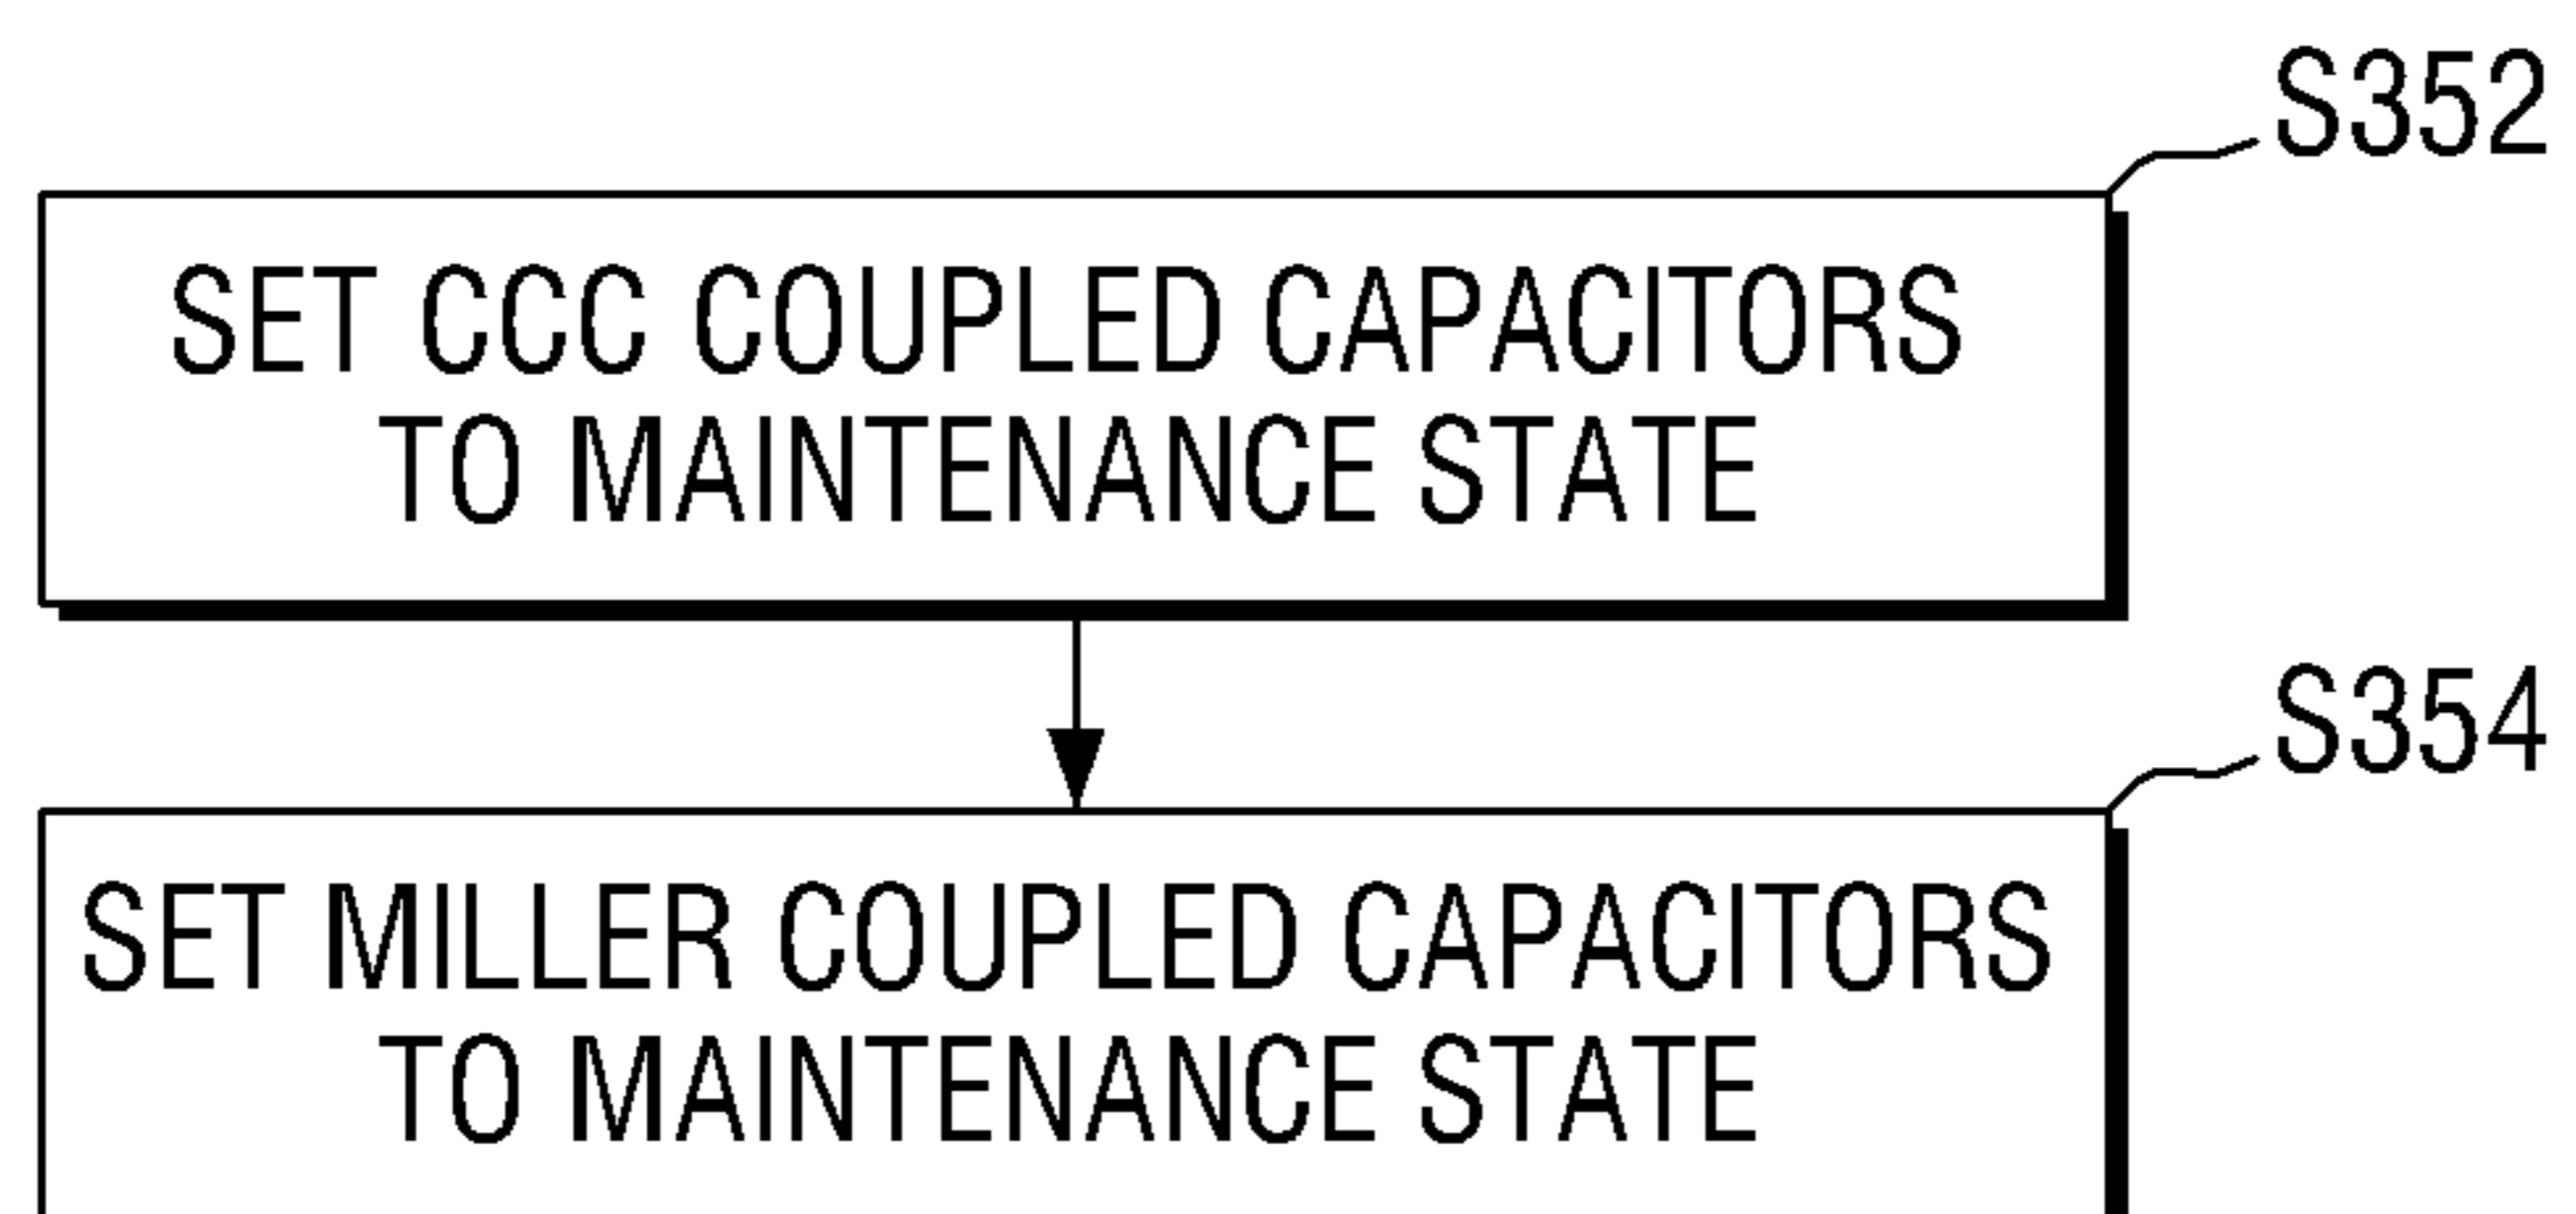 S352
SET CCC COUPLED CAPACITORS
TO MAINTENANCE STATE
S354
SET MILLER COUPLED CAPACITORS
TO MAINTENANCE STATE